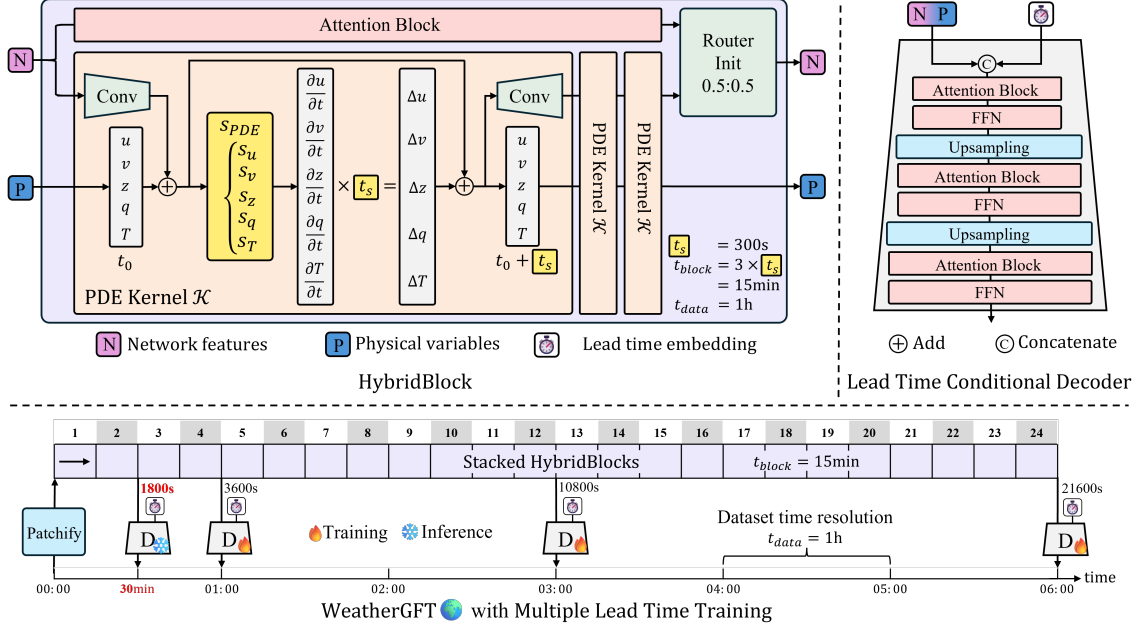 Attention Block
Router
Init
0.5:0.5
N
N
Conv
u
v
z
q
T
t₀
P
S_PDE
S_u
S_v
S_z
S_q
S_T
∂u/∂t
∂v/∂t
∂z/∂t
∂q/∂t
∂T/∂t
× t_s =
Δu
Δv
Δz
Δq
ΔT
Conv
u
v
z
q
T
t₀ + t_s
PDE Kernel 𝒦
PDE Kernel 𝒦
PDE Kernel 𝒦
P
t_s = 300s
t_block = 3 × t_s
= 15min
t_data = 1h
N Network features
P Physical variables
Lead time embedding
HybridBlock
N P
C
Attention Block
FFN
Upsampling
Attention Block
FFN
Upsampling
Attention Block
FFN
+ Add
C Concatenate
Lead Time Conditional Decoder
1 2 3 4 5 6 7 8 9 10 11 12 13 14 15 16 17 18 19 20 21 22 23 24
Stacked HybridBlocks
t_block = 15min
1800s
3600s
10800s
21600s
Patchify
D
D
D
D
Training
Inference
Dataset time resolution
t_data = 1h
00:00
30min
01:00
02:00
03:00
04:00
05:00
06:00
time
WeatherGFT with Multiple Lead Time Training